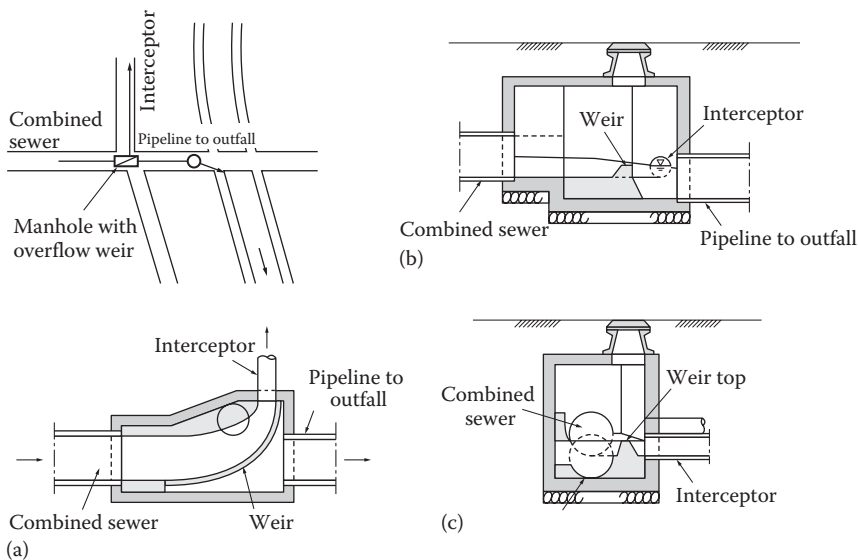 Interceptor
Combined
sewer
Pipeline to outfall
Manhole with
overflow weir
Weir
Interceptor
Combined sewer
Pipeline to outfall
(b)
Interceptor
Pipeline to
outfall
Combined sewer
Weir
(a)
Combined
sewer
Weir top
Interceptor
(c)